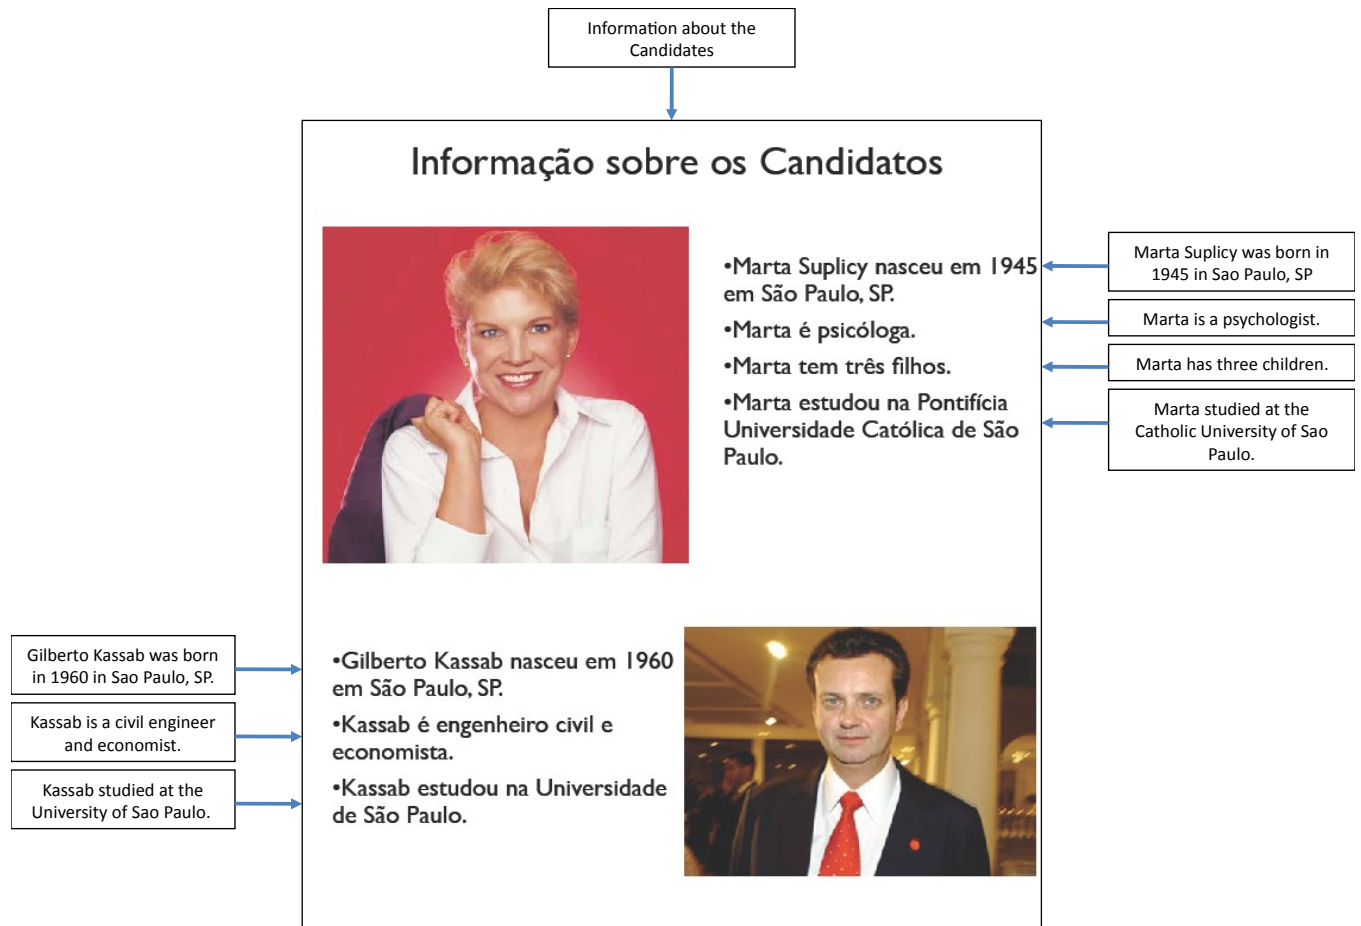 Information about the
Candidates
Informação sobre os Candidatos
•Marta Suplicy nasceu em 1945
em São Paulo, SP.
•Marta é psicóloga.
•Marta tem três filhos.
•Marta estudou na Pontifícia
Universidade Católica de São
Paulo.
Marta Suplicy was born in
1945 in Sao Paulo, SP
Marta is a psychologist.
Marta has three children.
Marta studied at the
Catholic University of Sao
Paulo.
Gilberto Kassab was born
in 1960 in Sao Paulo, SP.
Kassab is a civil engineer
and economist.
Kassab studied at the
University of Sao Paulo.
•Gilberto Kassab nasceu em 1960
em São Paulo, SP.
•Kassab é engenheiro civil e
economista.
•Kassab estudou na Universidade
de São Paulo.